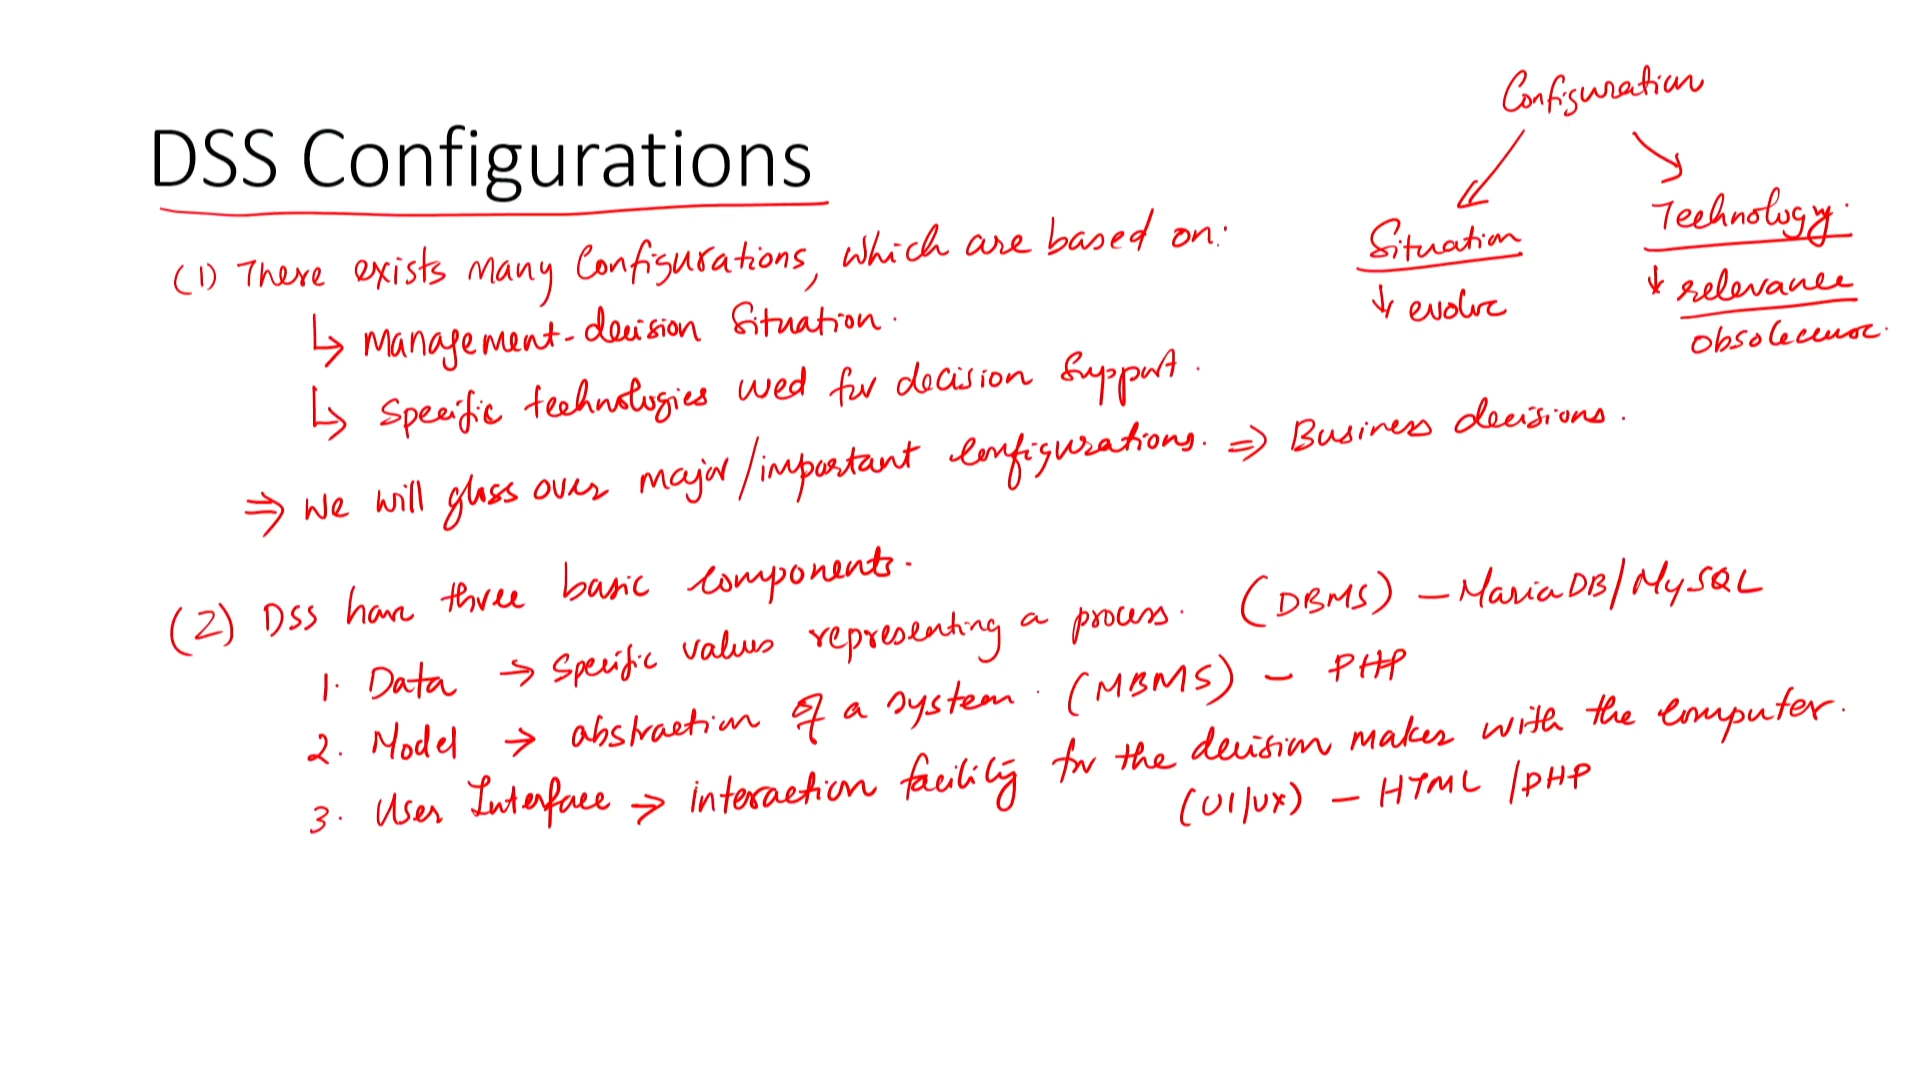 DSS Configurations
(1) There exists many Configurations, which are based on:
↳ Management-decision Situation.
↳ Specific technologies used for decision Support.
⇒ We will glass over major/important configurations. ⇒ Business decisions.
(2) DSS have three basic components.
1. Data → Specific values representing a process. (DBMS) – MariaDB/MySQL
2. Model → abstraction of a system. (MBMS) – PHP
3. User Interface → interaction facility for the decision maker with the computer.
(UI/UX) – HTML /PHP
Configuration
Situation
↓ evolve
Technology.
↓ relevance